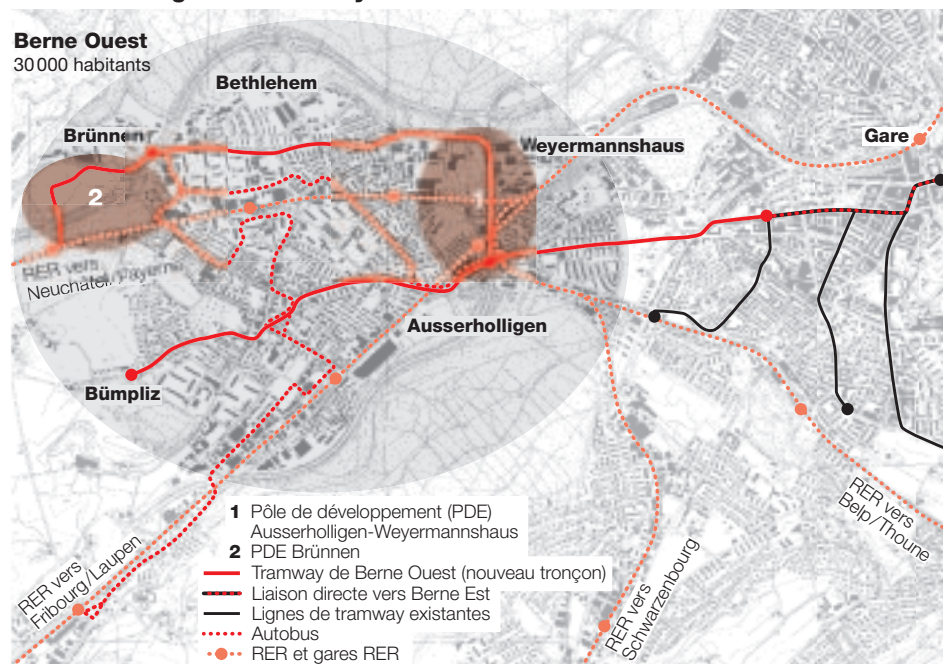 Berne Ouest
30 000 habitants
Bethlehem
Brünnen
Weyermannshaus
Gare
2
1
RER vers
Neuchâtel/Payerne
Ausserholligen
Bümpliz
1 Pôle de développement (PDE)
Ausserholligen-Weyermannshaus
2 PDE Brünnen
Tramway de Berne Ouest (nouveau tronçon)
Liaison directe vers Berne Est
Lignes de tramway existantes
Autobus
RER et gares RER
RER vers
Fribourg/Laupen
RER vers
Schwarzenbourg
RER vers
Belp/Thoune